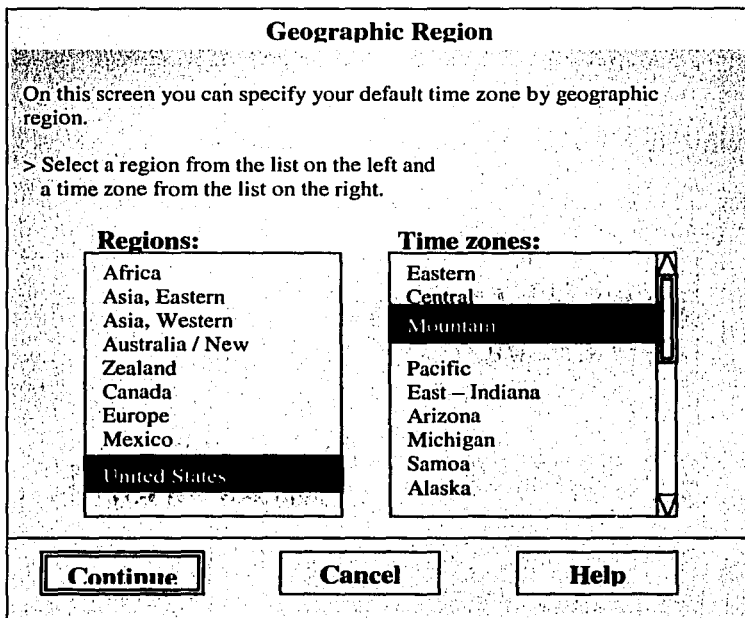 Geographic Region
On this screen you can specify your default time zone by geographic
region.
> Select a region from the list on the left and
a time zone from the list on the right.
Regions:
Africa
Asia, Eastern
Asia, Western
Australia / New
Zealand
Canada
Europe
Mexico
United States
Time zones:
Eastern
Central
Mountain
Pacific
East – Indiana
Arizona
Michigan
Samoa
Alaska
Continue
Cancel
Help